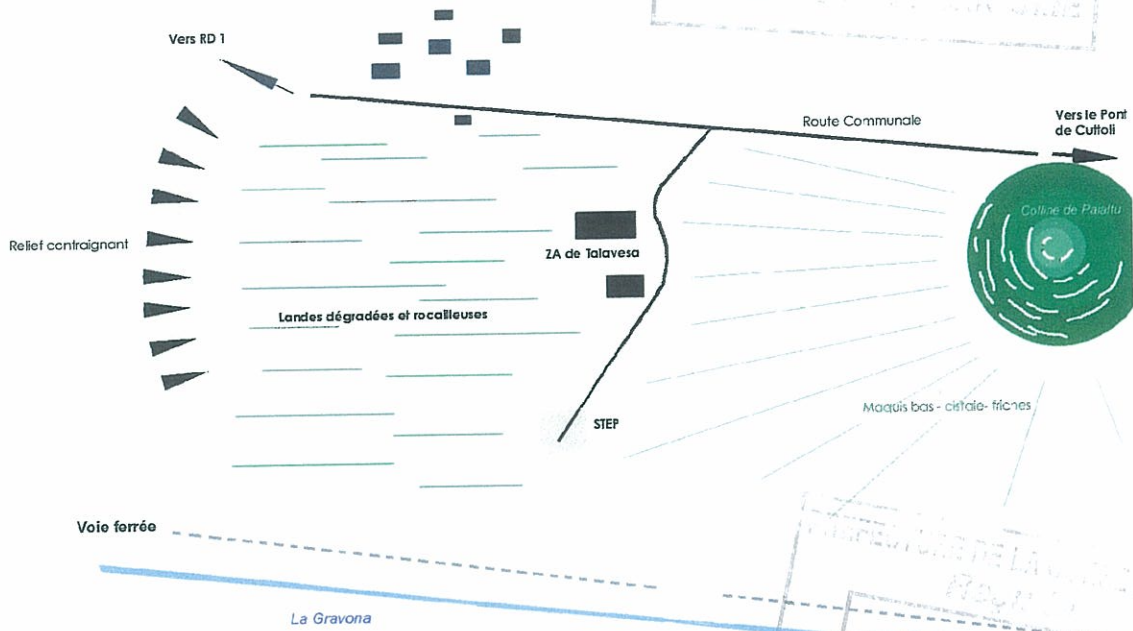 Vers RD 1
Route Communale
Vers le Pont
de Cuttoli
Colline de Paialtu
Relief contraignant
ZA de Talavesa
Landes dégradées et rocailleuses
Maquis bas - cistaie- friches
STEP
Voie ferrée
La Gravona